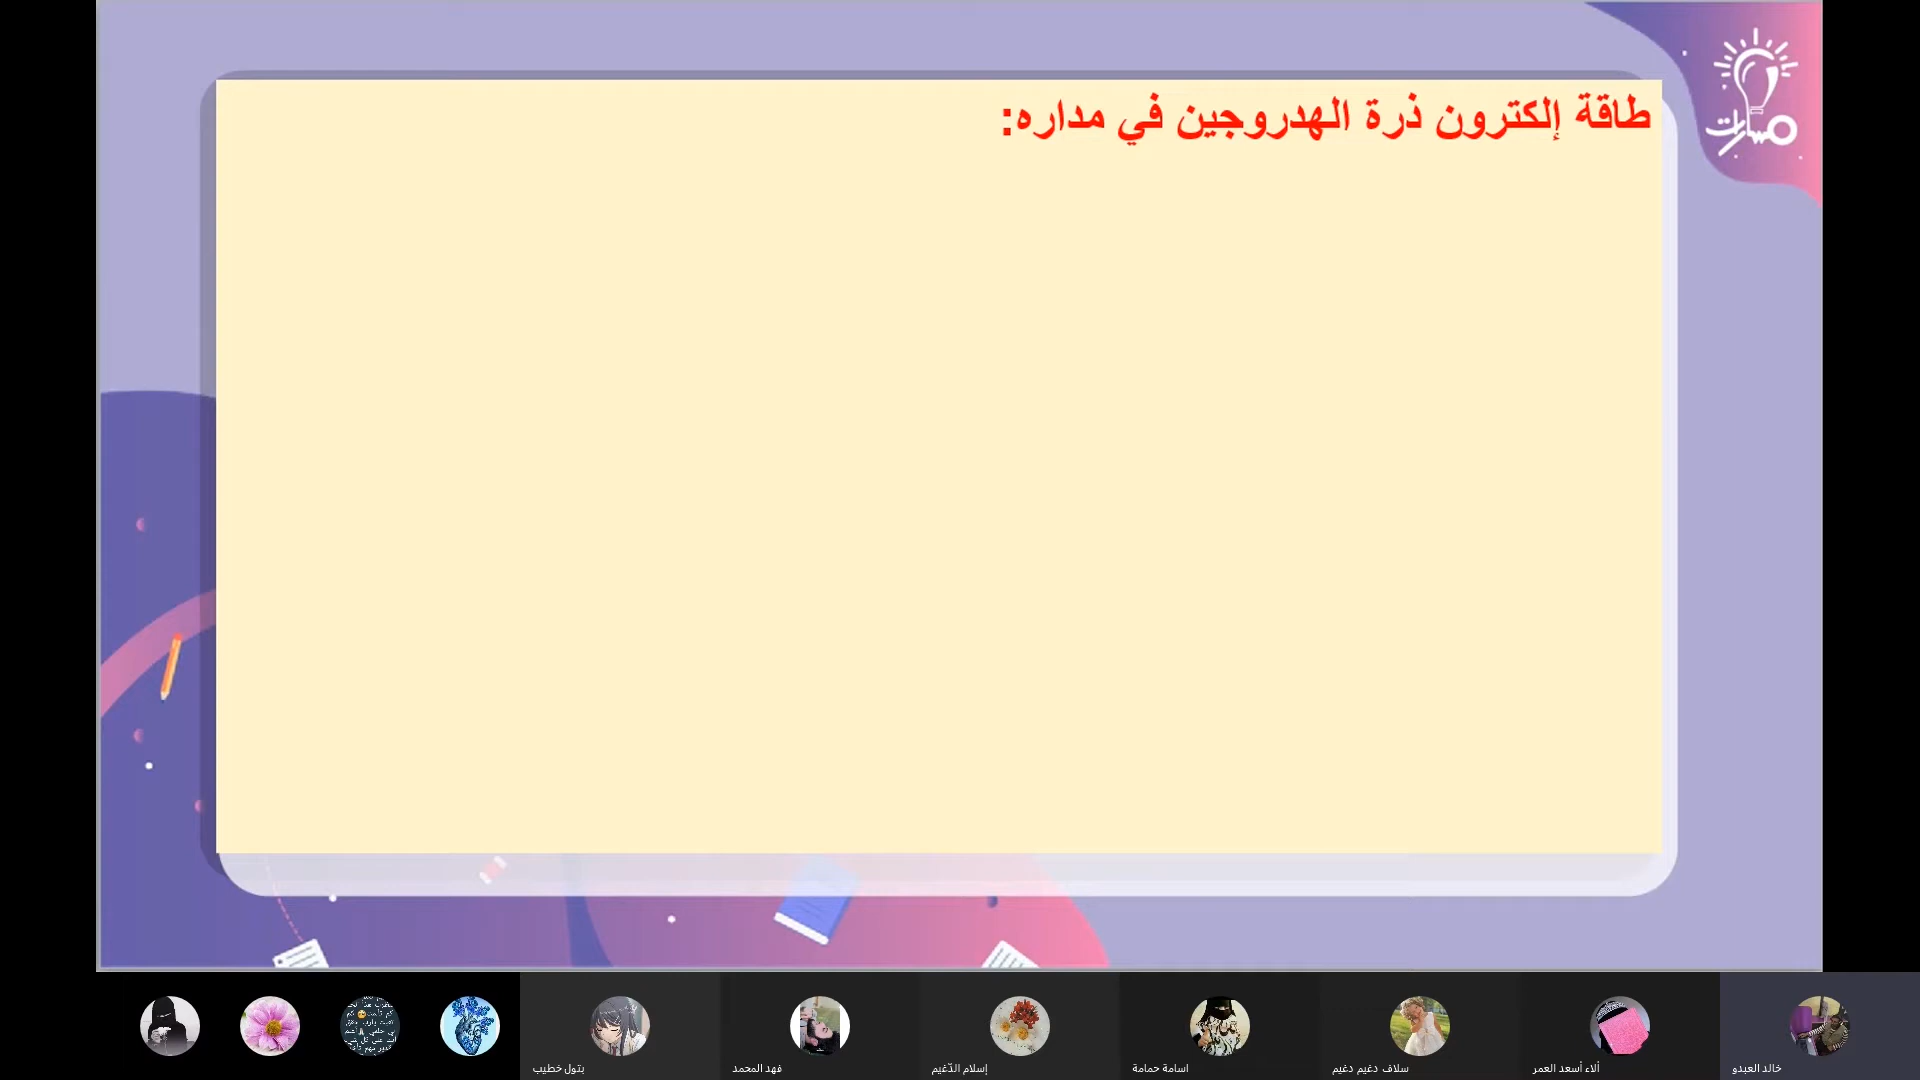 طاقة إلكترون ذرة الهدروجين في مداره:
مسارات
بتول خطيب
فهد المحمد
إسلام الدّغيم
اسامة حمامة
سلاف دغيم دغيم
ألاء أسعد العمر
خالد العبدو